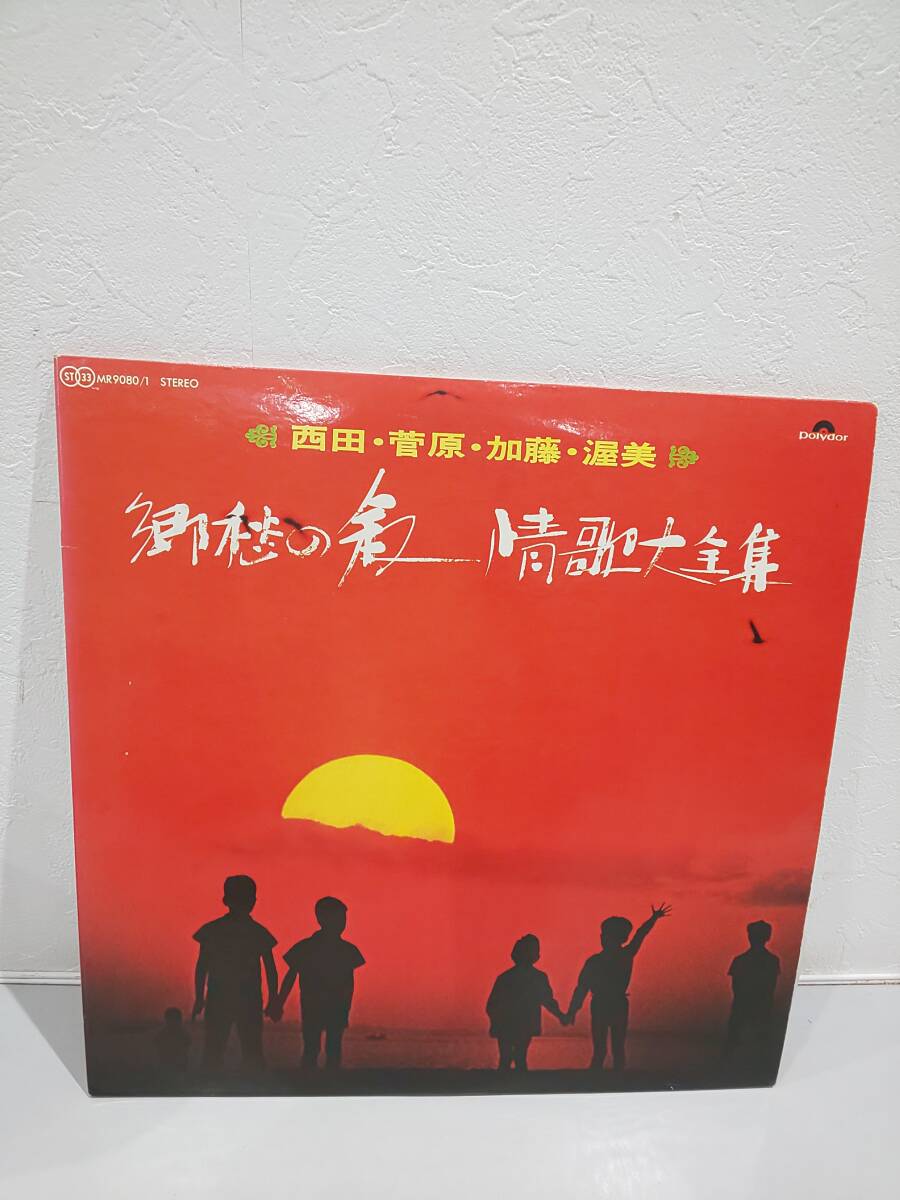 ST 33 MR9080/1 STEREO
polydor
西田・菅原・加藤・渥美
郷愁の叙情歌大全集